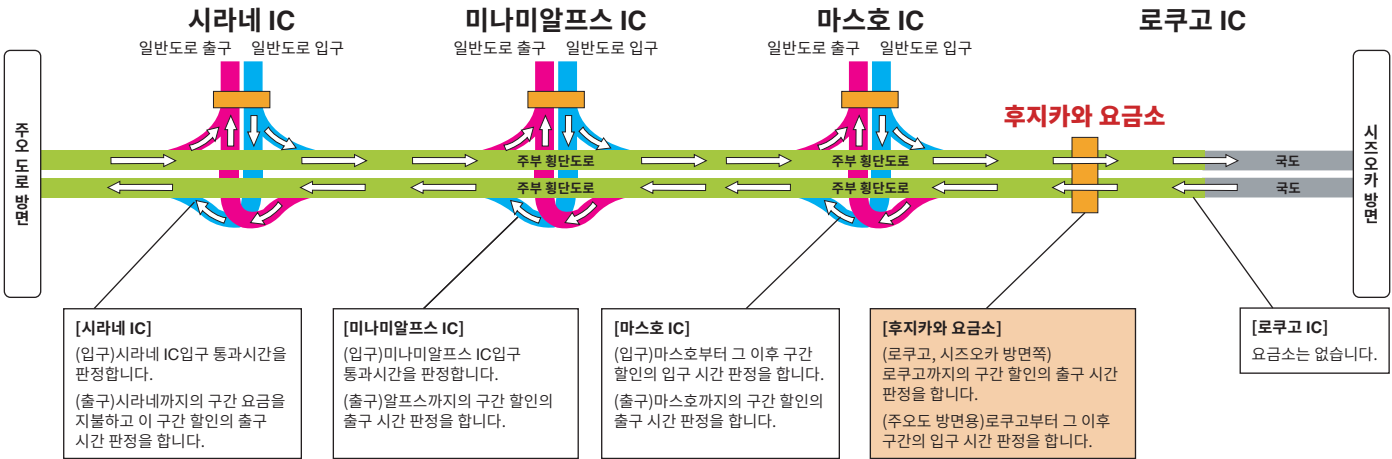 시라네 IC
미나미알프스 IC
마스호 IC
로쿠고 IC
일반도로 출구 일반도로 입구
일반도로 출구 일반도로 입구
일반도로 출구 일반도로 입구
후지카와 요금소
주오 도로 방면
주부 횡단도로
주부 횡단도로
국도
주부 횡단도로
주부 횡단도로
국도
시즈오카 방면
[시라네 IC]
(입구)시라네 IC입구 통과시간을
판정합니다.
(출구)시라네까지의 구간 요금을
지불하고 이 구간 할인의 출구
시간 판정을 합니다.
[미나미알프스 IC]
(입구)미나미알프스 IC입구
통과시간을 판정합니다.
(출구)알프스까지의 구간 할인의
출구 시간 판정을 합니다.
[마스호 IC]
(입구)마스호부터 그 이후 구간
할인의 입구 시간 판정을 합니다.
(출구)마스호까지의 구간 할인의
출구 시간 판정을 합니다.
[후지카와 요금소]
(로쿠고, 시즈오카 방면쪽)
로쿠고까지의 구간 할인의 출구 시간
판정을 합니다.
(주오도 방면용)로쿠고부터 그 이후
구간의 입구 시간 판정을 합니다.
[로쿠고 IC]
요금소는 없습니다.